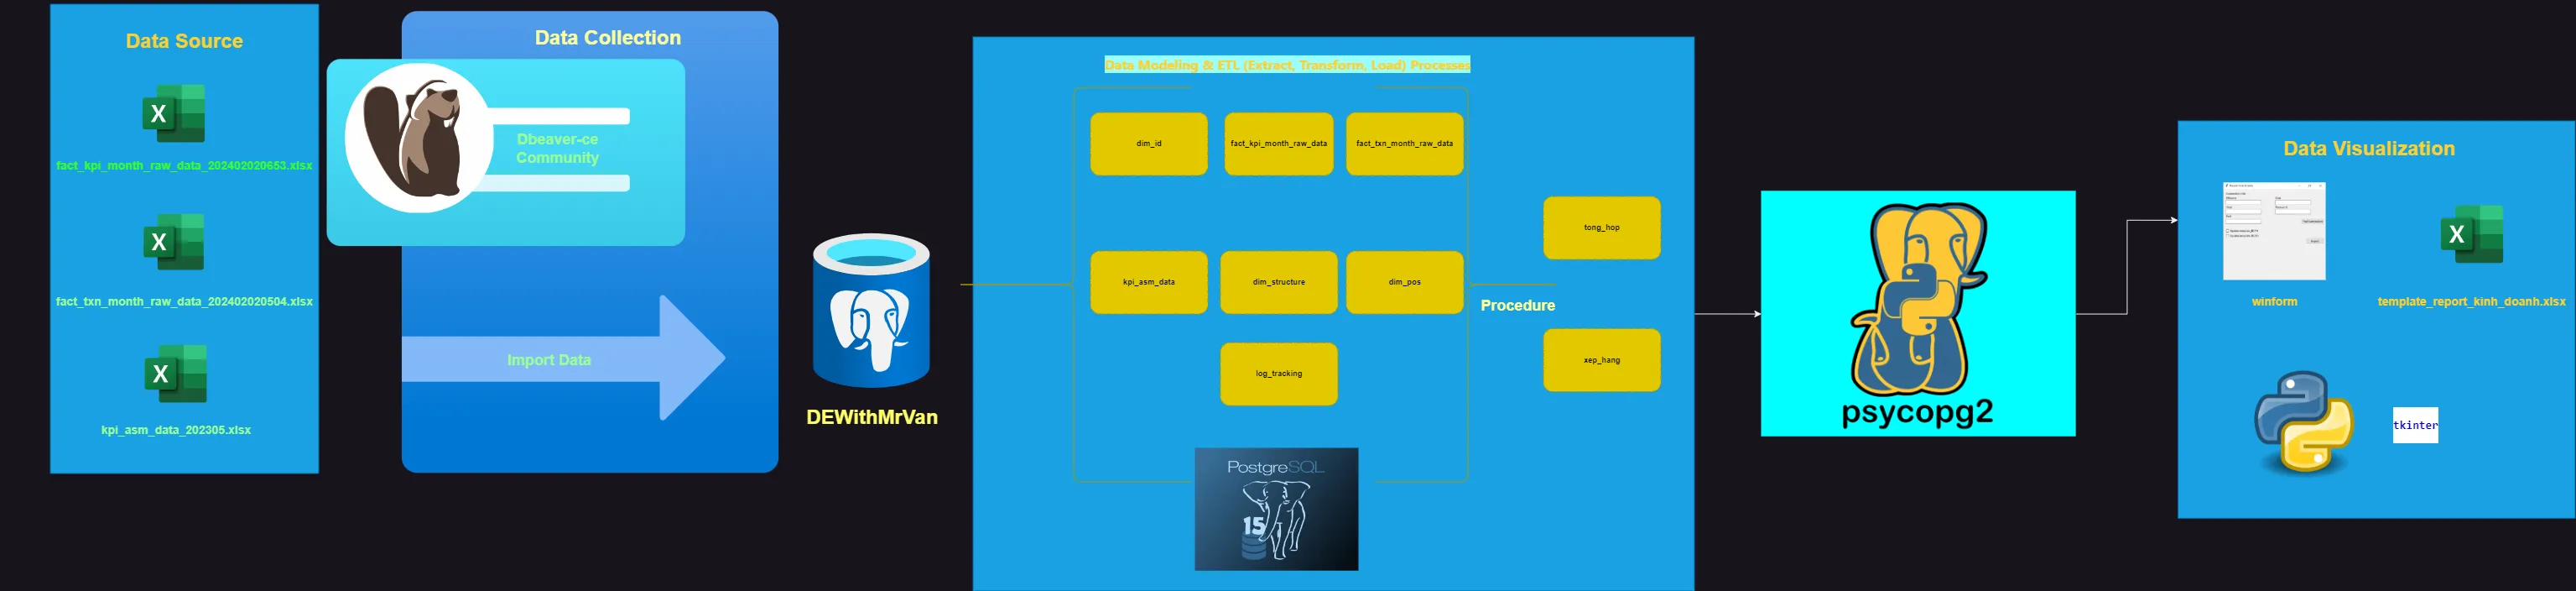 Data Source
fact_kpi_month_raw_data_202402020653.xlsx
fact_txn_month_raw_data_202402020504.xlsx
kpi_asm_data_202305.xlsx
Data Collection
Dbeaver-ce
Community
Import Data
DEWithMrVan
Data Modeling & ETL (Extract, Transform, Load) Processes
dim_id
fact_kpi_month_raw_data
fact_txn_month_raw_data
kpi_asm_data
dim_structure
dim_pos
log_tracking
PostgreSQL
15
Procedure
tong_hop
xep_hang
psycopg2
Data Visualization
winform
template_report_kinh_doanh.xlsx
tkinter